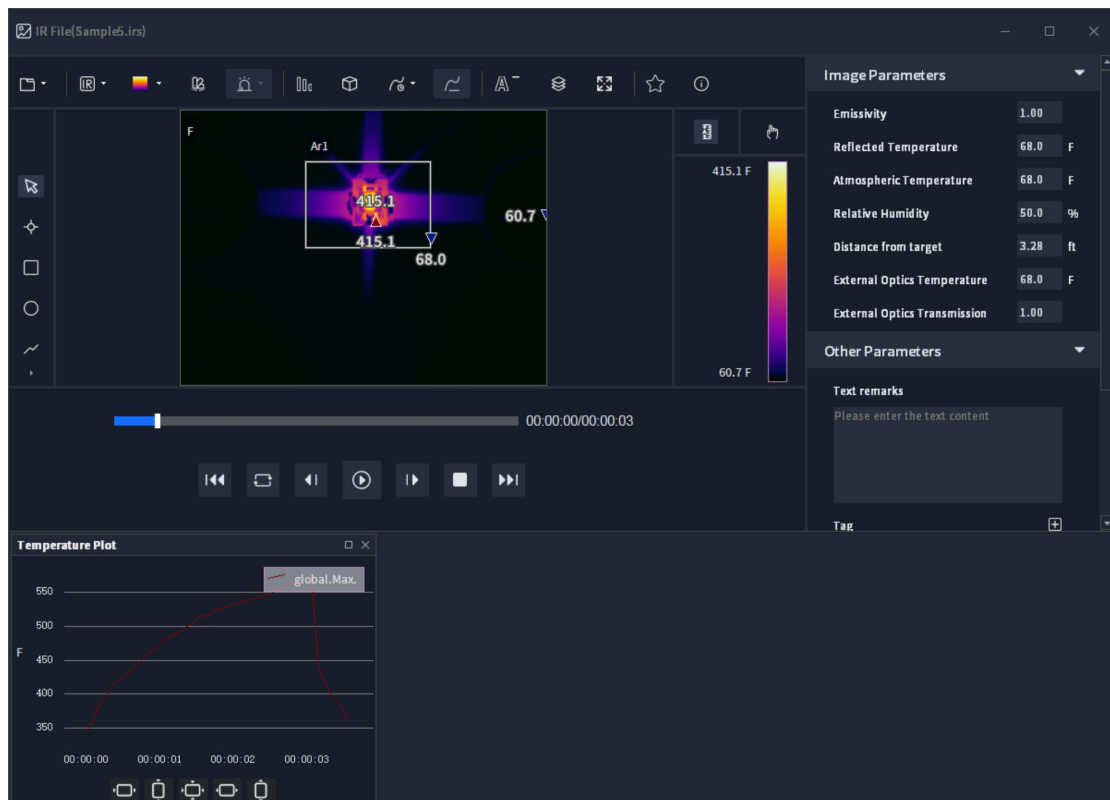 IR File(Sample5.irs)
IR
A
Image Parameters
Emissivity 1.00
Reflected Temperature 68.0 F
Atmospheric Temperature 68.0 F
Relative Humidity 50.0 %
Distance from target 3.28 ft
External Optics Temperature 68.0 F
External Optics Transmission 1.00
Other Parameters
Text remarks
Please enter the text content
Tag
F
Ar1
415.1
415.1
68.0
60.7
415.1 F
60.7 F
00:00:00/00:00:03
Temperature Plot
global.Max.
550
500
F
450
400
350
00:00:00 00:00:01 00:00:02 00:00:03